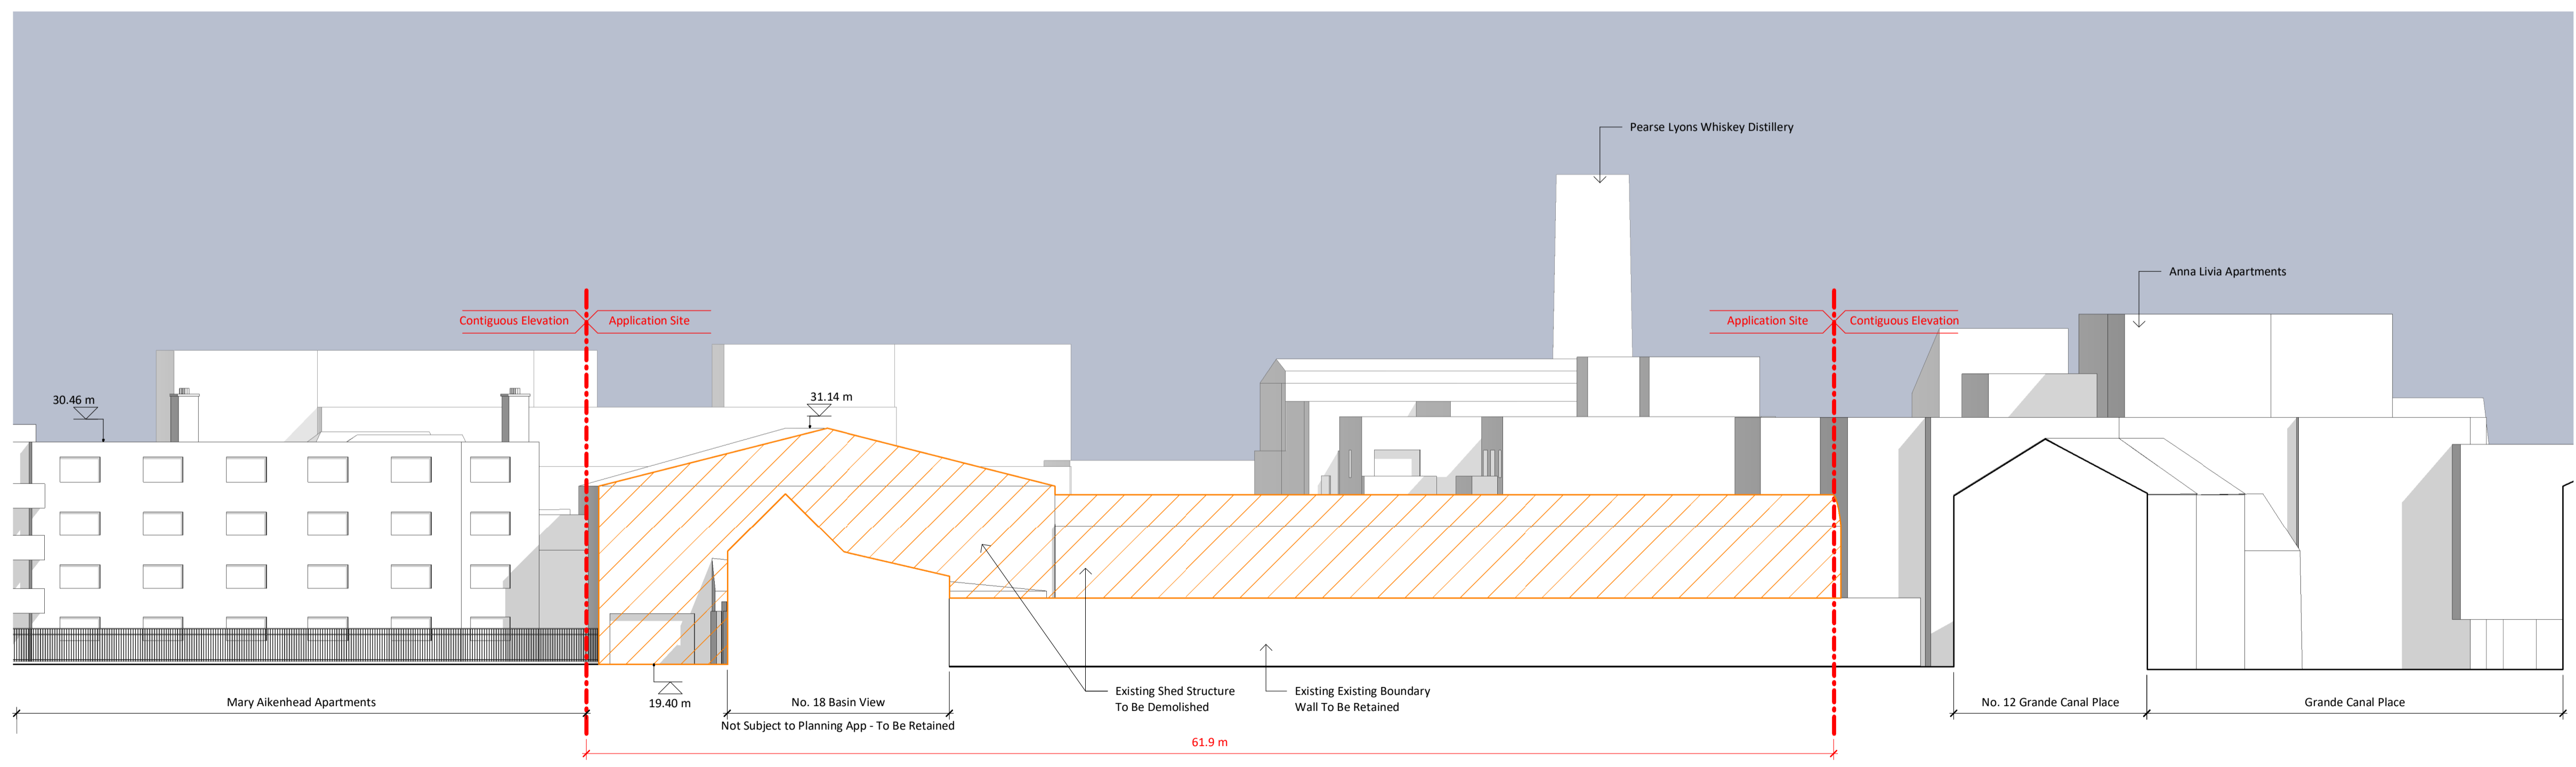 Pearse Lyons Whiskey Distillery
Anna Livia Apartments
Contiguous Elevation
Application Site
Application Site
Contiguous Elevation
30.46 m
31.14 m
19.40 m
Mary Aikenhead Apartments
No. 18 Basin View
Not Subject to Planning App - To Be Retained
Existing Shed Structure
To Be Demolished
Existing Existing Boundary
Wall To Be Retained
No. 12 Grande Canal Place
Grande Canal Place
61.9 m